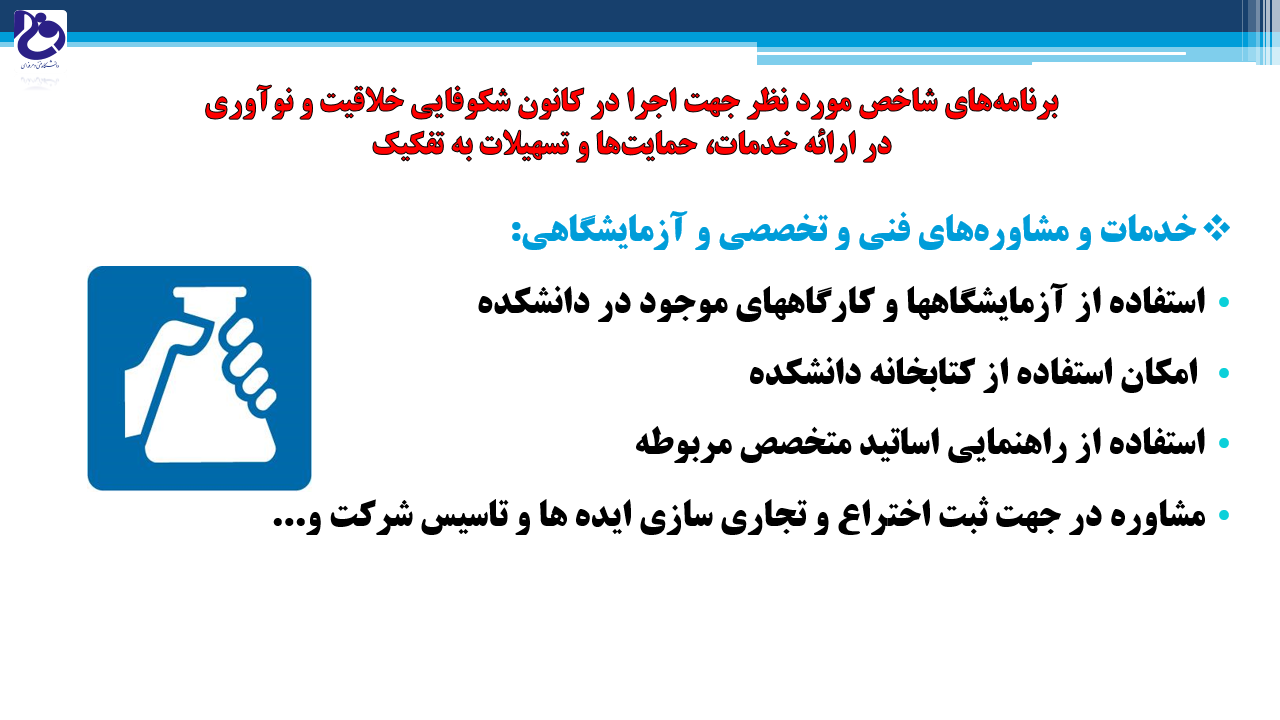 برنامه‌های شاخص مورد نظر جهت اجرا در کانون شکوفایی خلاقیت و نوآوری
در ارائه خدمات، حمایت‌ها و تسهیلات به تفکیک
❖ خدمات و مشاوره‌های فنی و تخصصی و آزمایشگاهی:
• استفاده از آزمایشگاهها و کارگاههای موجود در دانشکده
• امکان استفاده از کتابخانه دانشکده
• استفاده از راهنمایی اساتید متخصص مربوطه
• مشاوره در جهت ثبت اختراع و تجاری سازی ایده ها و تاسیس شرکت و...